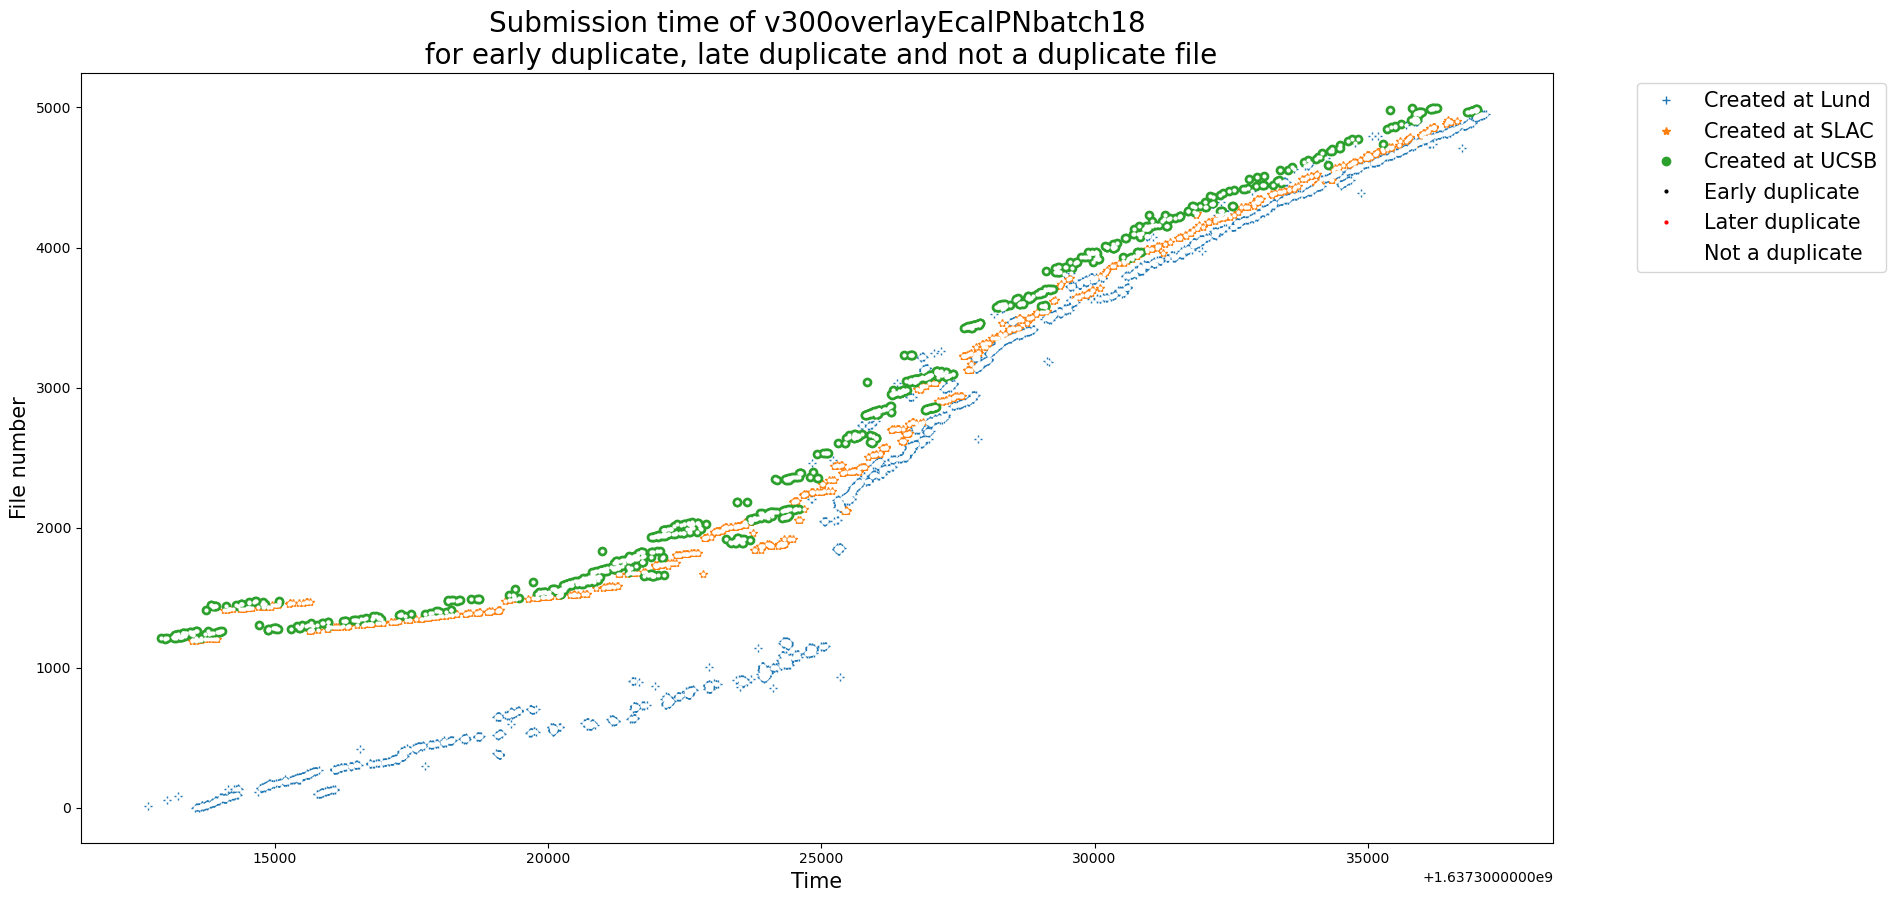 Submission time of v300overlayEcalPNbatch18
for early duplicate, late duplicate and not a duplicate file
File number
5000
4000
3000
2000
1000
0
15000
20000
25000
30000
35000
+1.6373000000e9
Time
Created at Lund
Created at SLAC
Created at UCSB
Early duplicate
Later duplicate
Not a duplicate